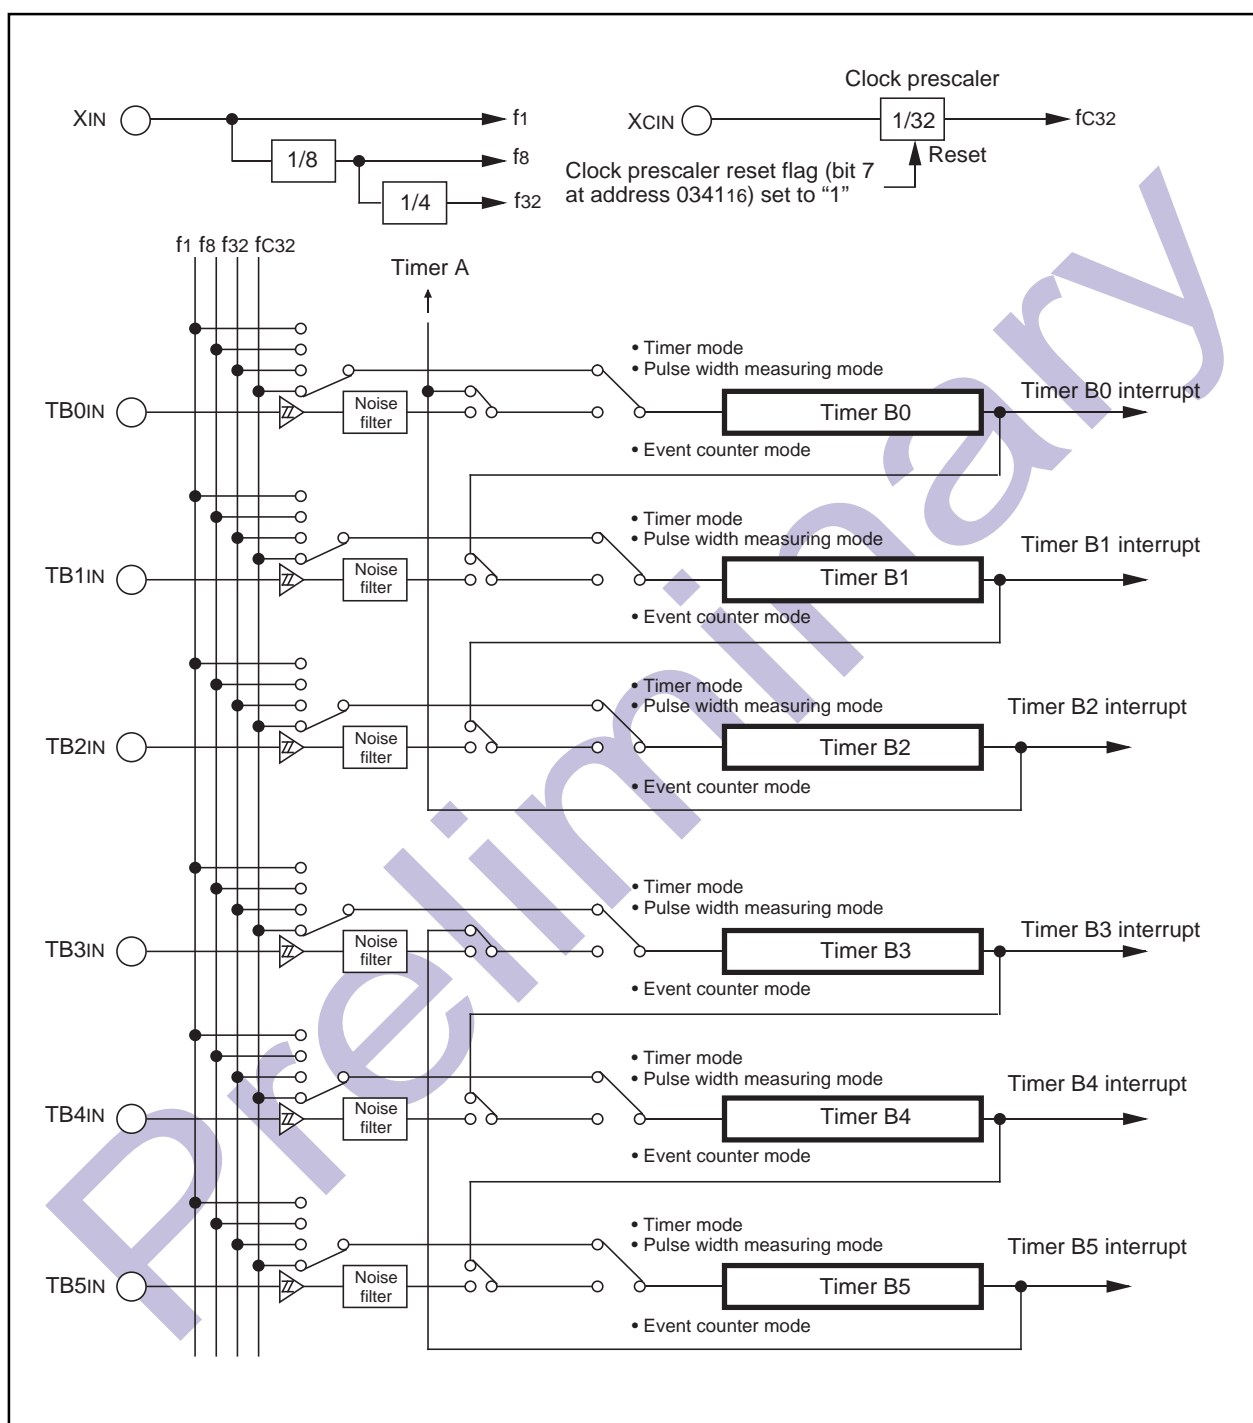 Clock prescaler
XIN
f1
XCIN
1/32
fC32
1/8
f8
Reset
Clock prescaler reset flag (bit 7
at address 034116) set to “1”
1/4
f32
f1 f8 f32 fC32
Timer A
• Timer mode
• Pulse width measuring mode
TB0IN
Noise
filter
Timer B0
Timer B0 interrupt
• Event counter mode
• Timer mode
• Pulse width measuring mode
TB1IN
Noise
filter
Timer B1
Timer B1 interrupt
• Event counter mode
• Timer mode
• Pulse width measuring mode
TB2IN
Noise
filter
Timer B2
Timer B2 interrupt
• Event counter mode
• Timer mode
• Pulse width measuring mode
TB3IN
Noise
filter
Timer B3
Timer B3 interrupt
• Event counter mode
• Timer mode
• Pulse width measuring mode
TB4IN
Noise
filter
Timer B4
Timer B4 interrupt
• Event counter mode
• Timer mode
• Pulse width measuring mode
TB5IN
Noise
filter
Timer B5
Timer B5 interrupt
• Event counter mode
Preliminary